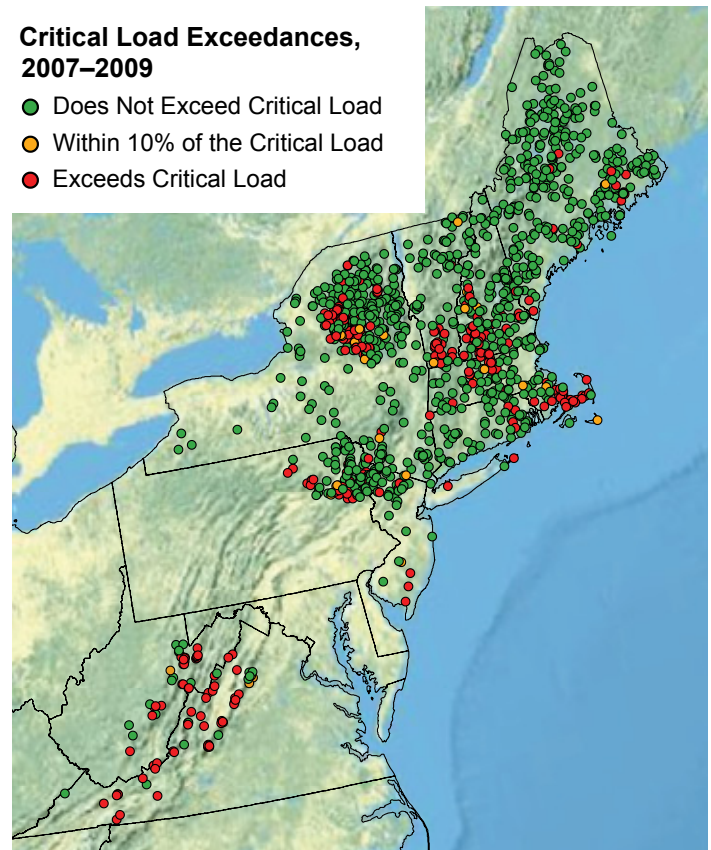 Critical Load Exceedances,
2007–2009
Does Not Exceed Critical Load
Within 10% of the Critical Load
Exceeds Critical Load